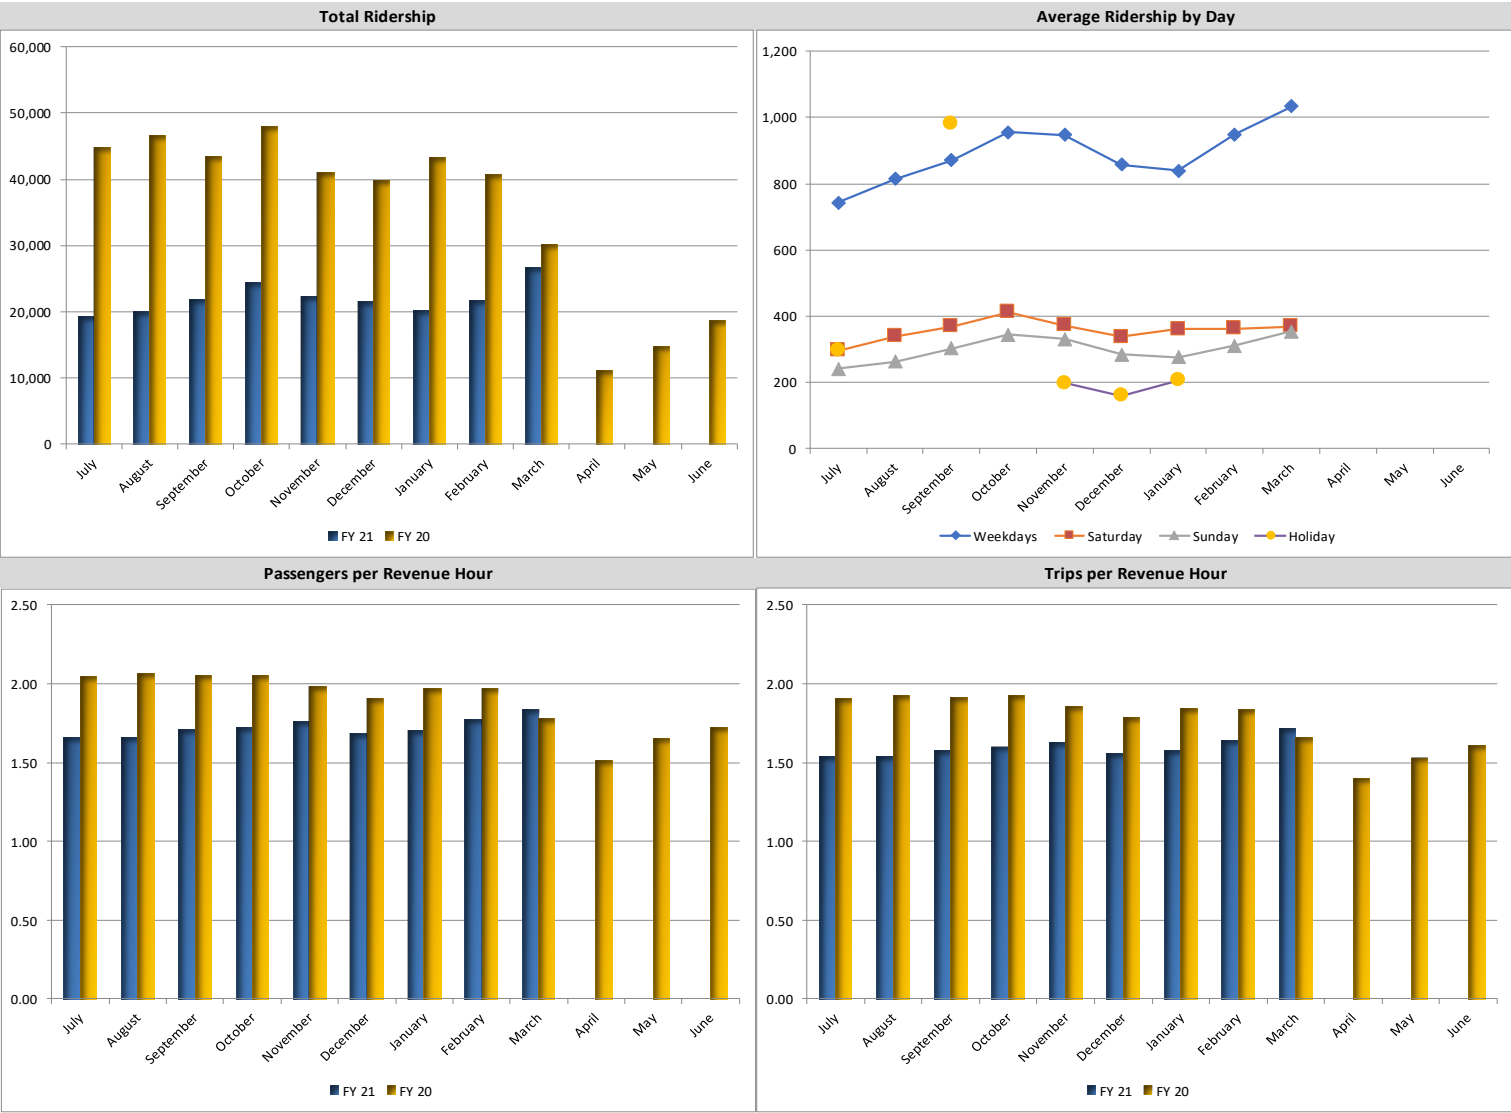 Total Ridership
60,000
50,000
40,000
30,000
20,000
10,000
0
July August September October November December January February March April May June
FY 21 FY 20
Average Ridership by Day
1,200
1,000
800
600
400
200
0
July August September October November December January February March April May June
Weekdays Saturday Sunday Holiday
Passengers per Revenue Hour
2.50
2.00
1.50
1.00
0.50
0.00
July August September October November December January February March April May June
FY 21 FY 20
Trips per Revenue Hour
2.50
2.00
1.50
1.00
0.50
0.00
July August September October November December January February March April May June
FY 21 FY 20